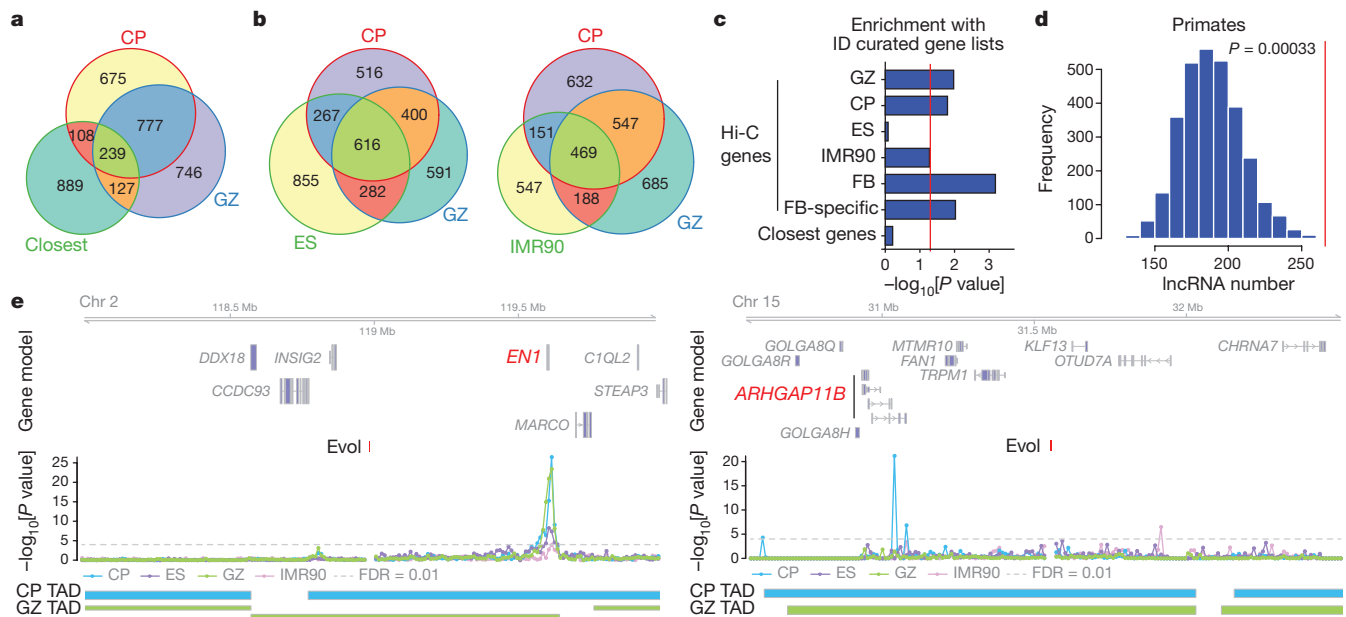 a
CP
675
777
108
239
127
746
889
Closest
GZ
b
CP
516
267
400
616
855
282
591
ES
GZ
CP
632
151
547
469
547
188
685
IMR90
GZ
c
Enrichment with
ID curated gene lists
Hi-C
genes
GZ
CP
ES
IMR90
FB
FB-specific
Closest genes
0 1 2 3
−log10[P value]
d
Primates
P = 0.00033
Frequency
500
400
300
200
100
0
150 200 250
lncRNA number
e
Chr 2
118.5 Mb
119 Mb
119.5 Mb
Gene model
DDX18
INSIG2
EN1
C1QL2
CCDC93
STEAP3
MARCO
Evol
−log10[P value]
25
20
15
10
5
0
CP ES GZ IMR90 FDR = 0.01
CP TAD
GZ TAD
Chr 15
31 Mb
31.5 Mb
32 Mb
Gene model
GOLGA8Q
MTMR10
KLF13
CHRNA7
GOLGA8R
FAN1
OTUD7A
TRPM1
ARHGAP11B
GOLGA8H
Evol
−log10[P value]
20
15
10
5
0
CP ES GZ IMR90 FDR = 0.01
CP TAD
GZ TAD